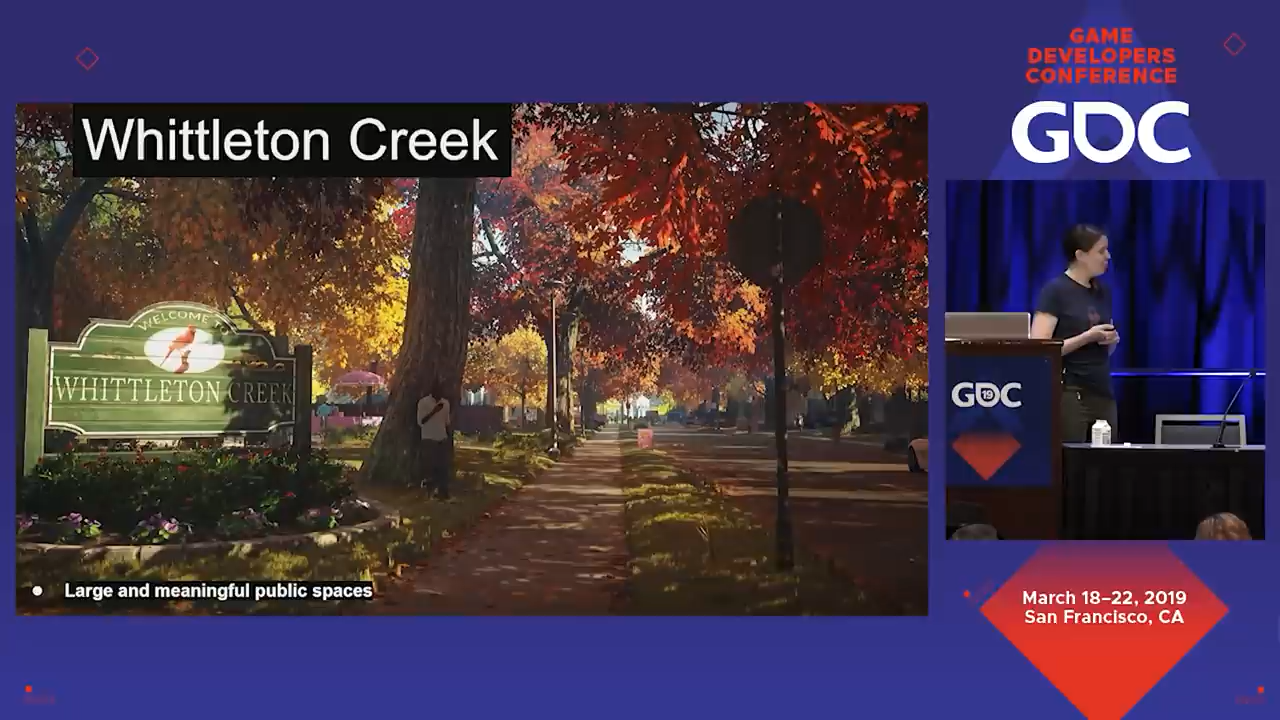 GAME
DEVELOPERS
CONFERENCE
GDC
Whittleton Creek
WELCOME
WHITTLETON CREEK
Large and meaningful public spaces
GDC
19
March 18–22, 2019
San Francisco, CA